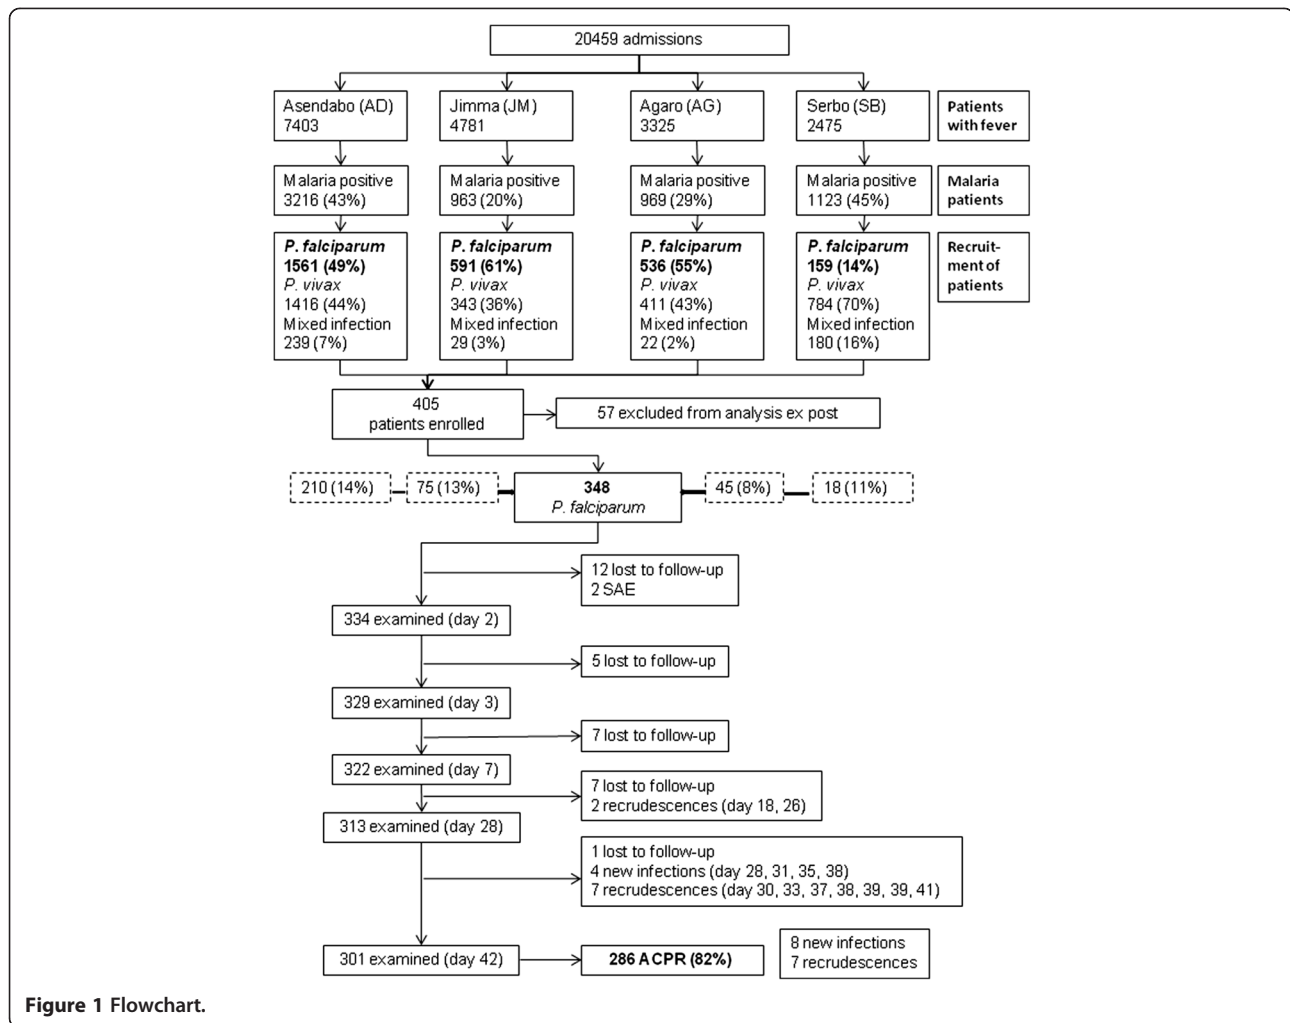 20459 admissions
Asendabo (AD)
7403
Jimma (JM)
4781
Agaro (AG)
3325
Serbo (SB)
2475
Patients
with fever
Malaria positive
3216 (43%)
Malaria positive
963 (20%)
Malaria positive
969 (29%)
Malaria positive
1123 (45%)
Malaria
patients
P. falciparum
1561 (49%)
P. vivax
1416 (44%)
Mixed infection
239 (7%)
P. falciparum
591 (61%)
P. vivax
343 (36%)
Mixed infection
29 (3%)
P. falciparum
536 (55%)
P. vivax
411 (43%)
Mixed infection
22 (2%)
P. falciparum
159 (14%)
P. vivax
784 (70%)
Mixed infection
180 (16%)
Recruit-
ment of
patients
405
patients enrolled
57 excluded from analysis ex post
210 (14%)
75 (13%)
348
P. falciparum
45 (8%)
18 (11%)
12 lost to follow-up
2 SAE
334 examined (day 2)
5 lost to follow-up
329 examined (day 3)
7 lost to follow-up
322 examined (day 7)
7 lost to follow-up
2 recrudescences (day 18, 26)
313 examined (day 28)
1 lost to follow-up
4 new infections (day 28, 31, 35, 38)
7 recrudescences (day 30, 33, 37, 38, 39, 39, 41)
301 examined (day 42)
286 ACPR (82%)
8 new infections
7 recrudescences
Figure 1 Flowchart.